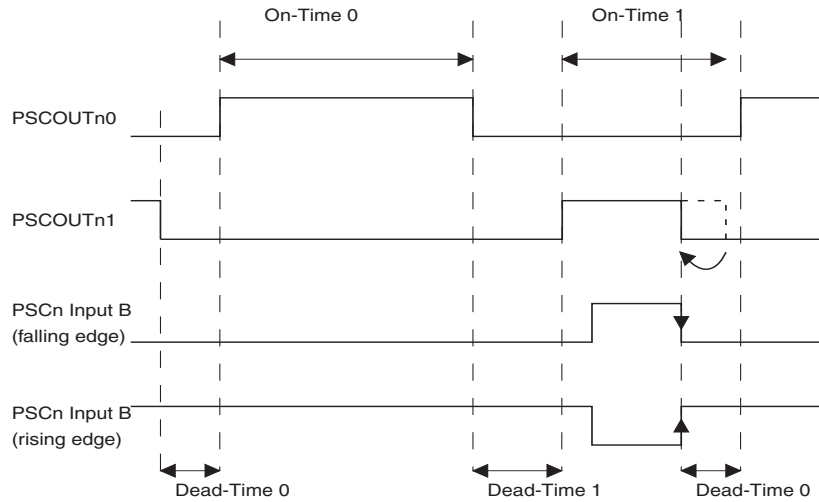 On-Time 0
On-Time 1
PSCOUTn0
PSCOUTn1
PSCn Input B
(falling edge)
PSCn Input B
(rising edge)
Dead-Time 0
Dead-Time 1
Dead-Time 0